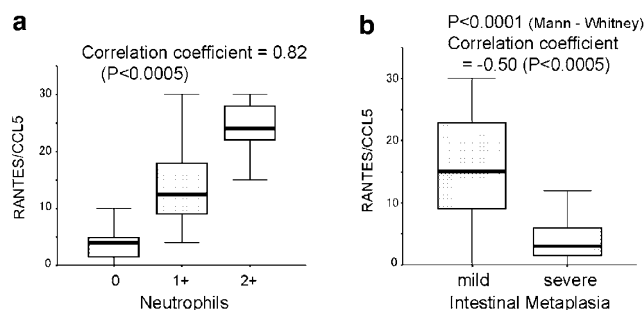 a
Correlation coefficient = 0.82
(P<0.0005)
RANTES/CCL5
30
20
10
0
0 1+ 2+
Neutrophils
b
P<0.0001 (Mann - Whitney)
Correlation coefficient
= -0.50 (P<0.0005)
RANTES/CCL5
30
20
10
0
mild severe
Intestinal Metaplasia